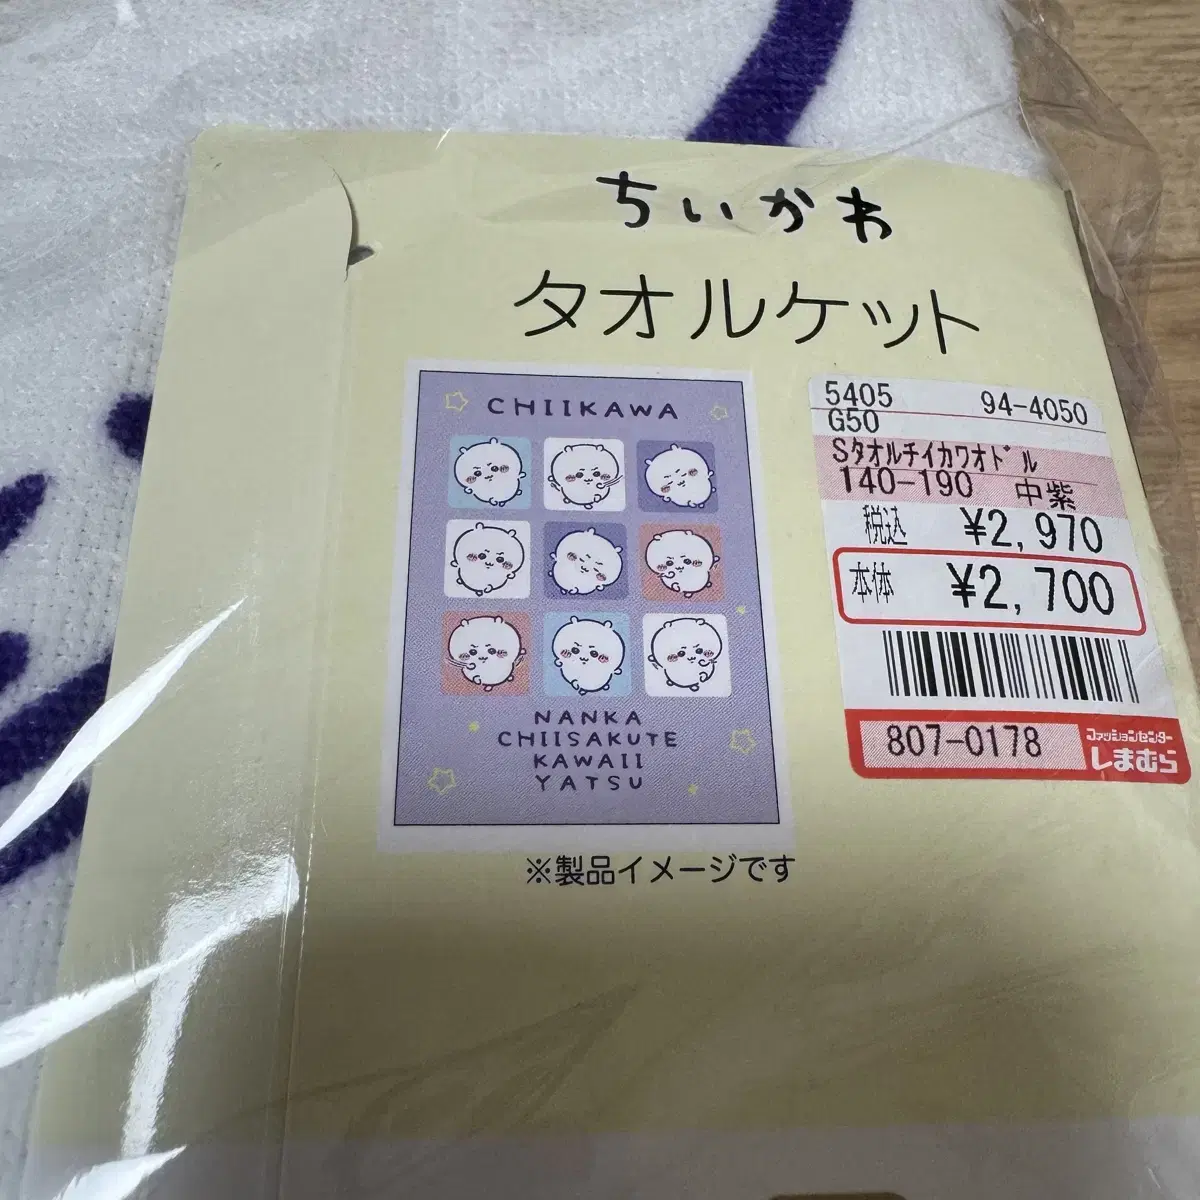 ちいかわ
タオルケット
CHIIKAWA
NANKA
CHIISAKUTE
KAWAII
YATSU
※製品イメージです
5405 94-4050
G50
Sタオルチイカワオドル
140-190 中紫
税込 ¥2,970
本体 ¥2,700
807-0178
ファッションセンター
しまむら